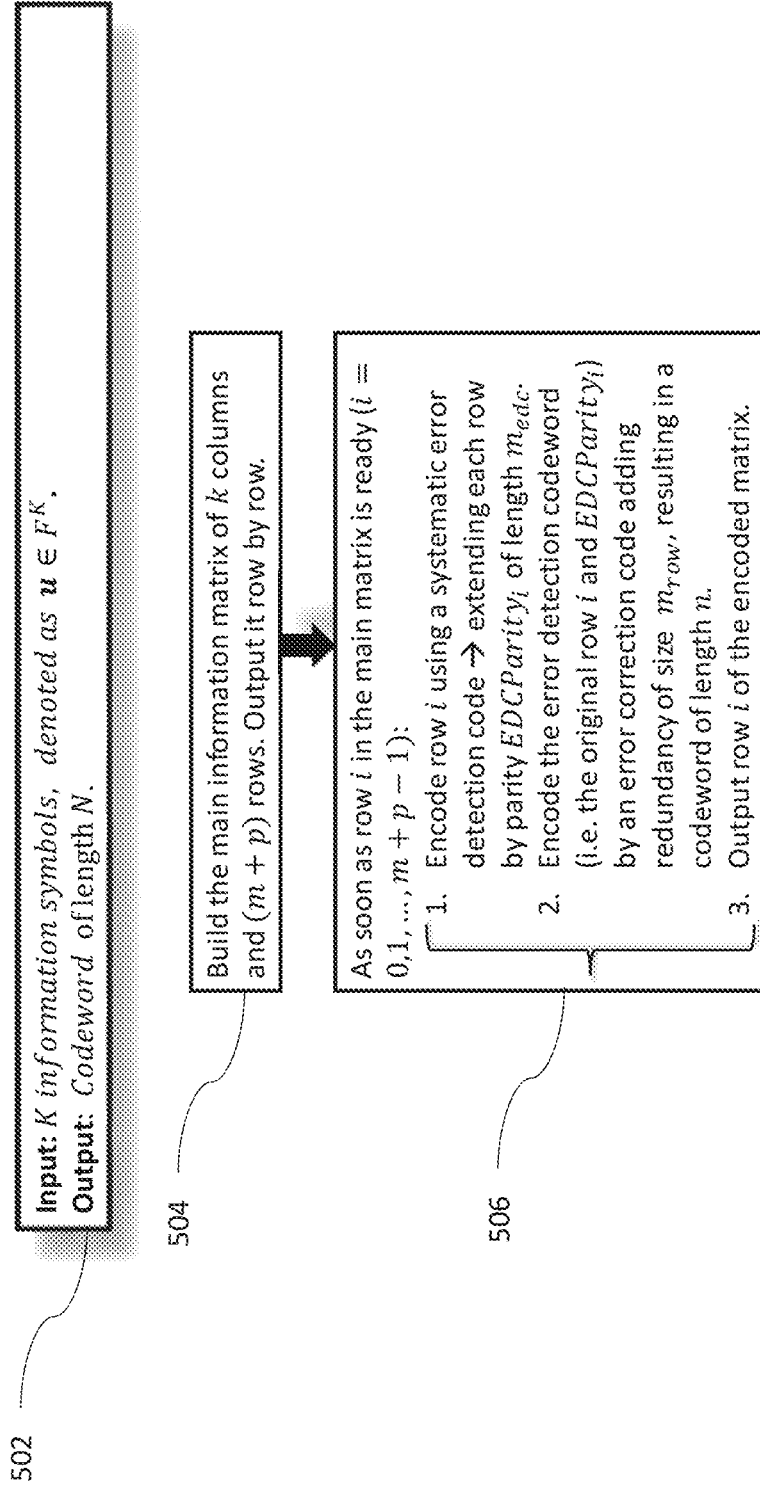 502
Input: K information symbols, denoted as u ∈ F^K.
Output: Codeword of length N.
504
Build the main information matrix of k columns
and (m + p) rows. Output it row by row.
506
As soon as row i in the main matrix is ready (i =
0,1, ..., m + p − 1):
1. Encode row i using a systematic error
detection code → extending each row
by parity EDCParity_i of length m_edc.
2. Encode the error detection codeword
(i.e. the original row i and EDCParity_i)
by an error correction code adding
redundancy of size m_row, resulting in a
codeword of length n.
3. Output row i of the encoded matrix.